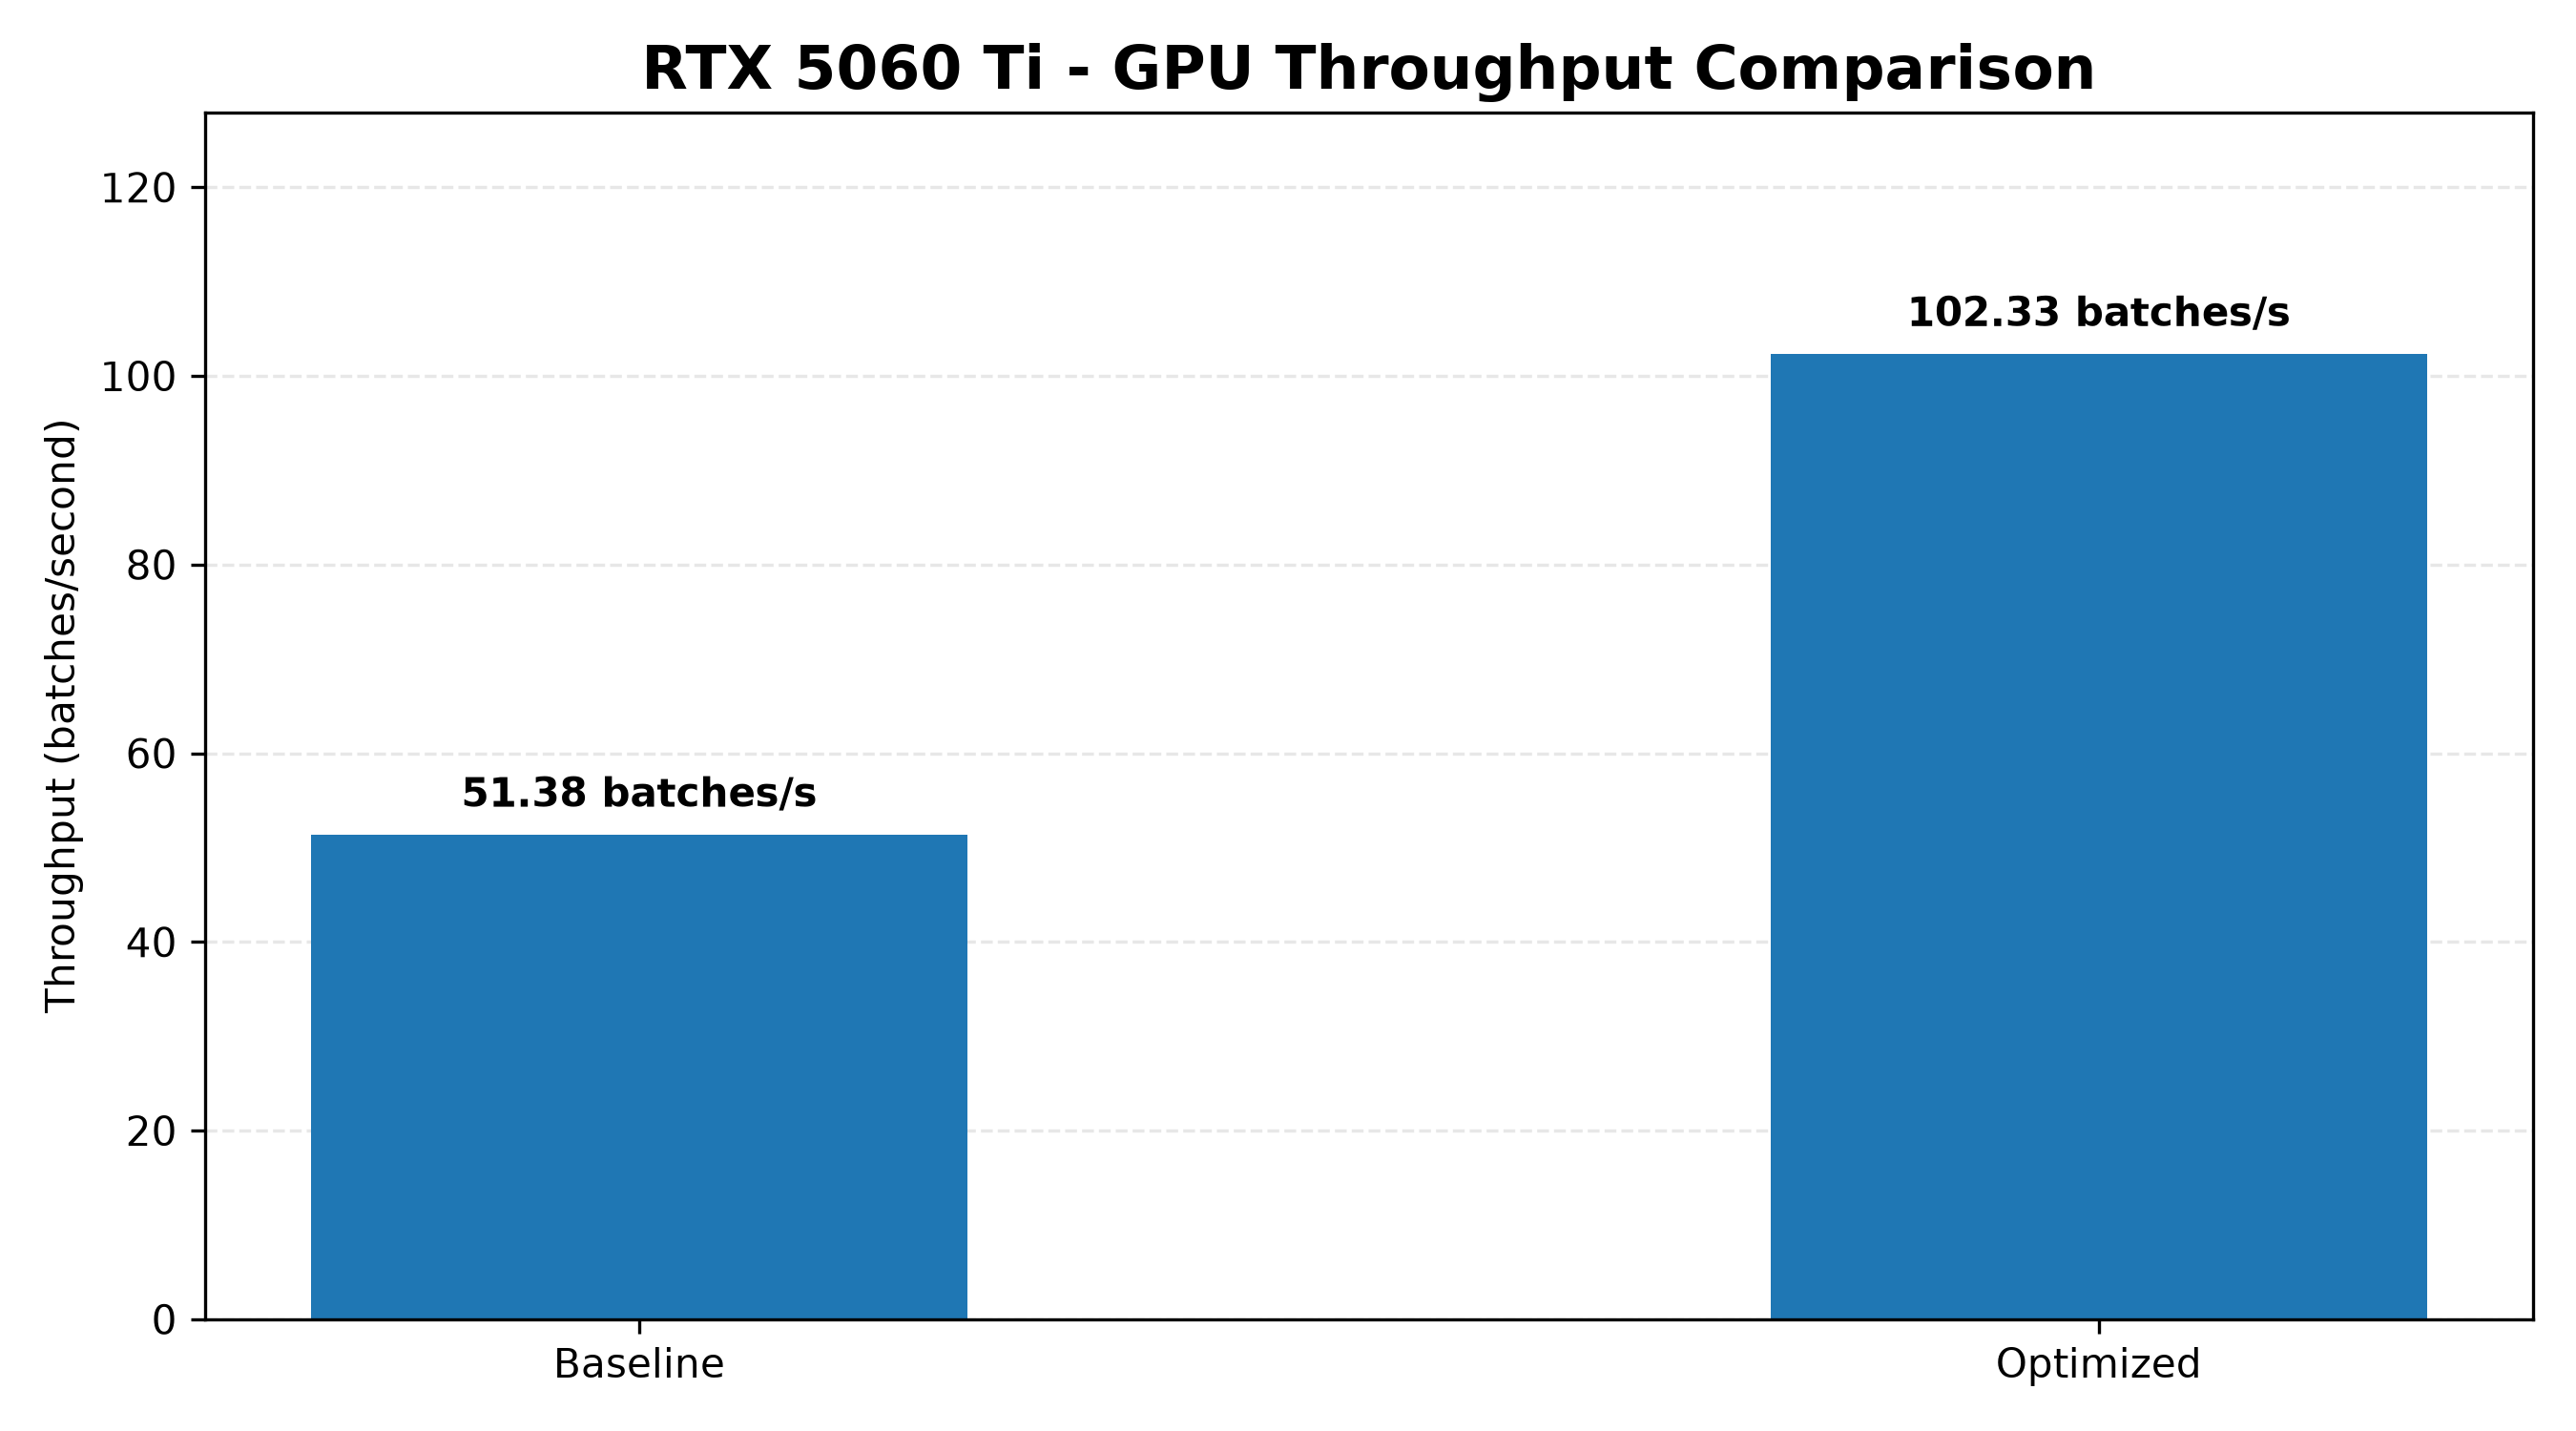 RTX 5060 Ti - GPU Throughput Comparison
Throughput (batches/second)
120
100
80
60
40
20
0
51.38 batches/s
102.33 batches/s
Baseline
Optimized